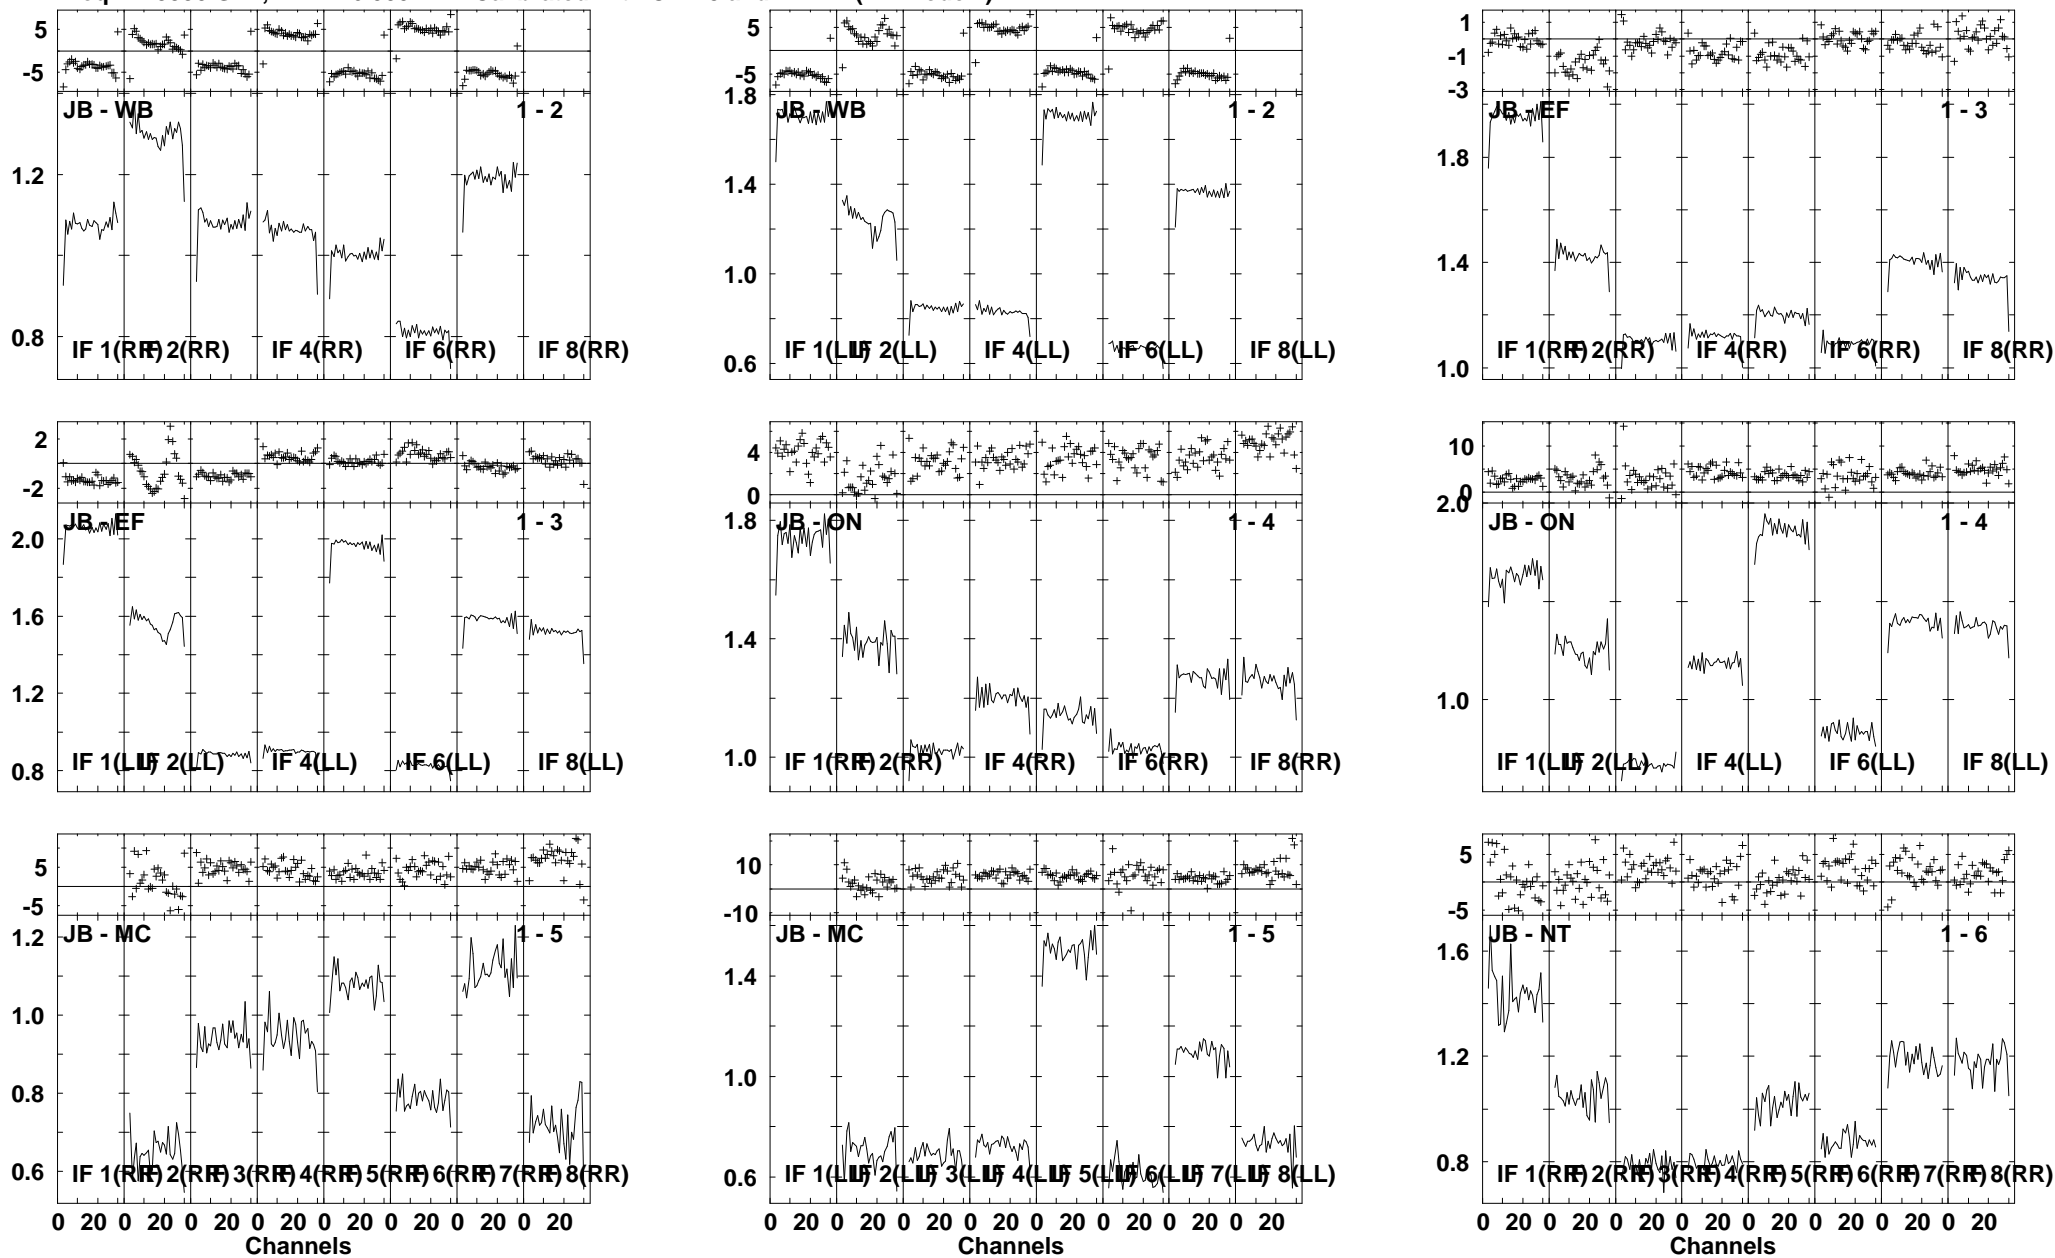 5
-5
JB - WB
1 - 2
1.2
0.8
IF 1(RR) IF 2(RR) IF 4(RR) IF 6(RR) IF 8(RR)
5
-5
1.8
JB - WB
1 - 2
1.4
1.0
0.6
IF 1(LL) IF 2(LL) IF 4(LL) IF 6(LL) IF 8(LL)
1
-1
-3
JB - EF
1 - 3
1.8
1.4
1.0
IF 1(RR) IF 2(RR) IF 4(RR) IF 6(RR) IF 8(RR)
2
-2
JB - EF
1 - 3
2.0
1.6
1.2
0.8
IF 1(LL) IF 2(LL) IF 4(LL) IF 6(LL) IF 8(LL)
4
0
1.8
JB - ON
1 - 4
1.4
1.0
IF 1(RR) IF 2(RR) IF 4(RR) IF 6(RR) IF 8(RR)
10
0
2.0
JB - ON
1 - 4
1.0
IF 1(LL) IF 2(LL) IF 4(LL) IF 6(LL) IF 8(LL)
5
-5
JB - MC
1 - 5
1.2
1.0
0.8
0.6
IF 1(RR) IF 2(RR) IF 3(RR) IF 4(RR) IF 5(RR) IF 6(RR) IF 7(RR) IF 8(RR)
0 20 0 20 0 20 0 20 0 20 0 20 0 20 0 20
Channels
10
-10
JB - MC
1 - 5
1.4
1.0
0.6
IF 1(LL) IF 2(LL) IF 3(LL) IF 4(LL) IF 5(LL) IF 6(LL) IF 7(LL) IF 8(LL)
0 20 0 20 0 20 0 20 0 20 0 20 0 20 0 20
Channels
5
-5
JB - NT
1 - 6
1.6
1.2
0.8
IF 1(RR) IF 2(RR) IF 3(RR) IF 4(RR) IF 5(RR) IF 6(RR) IF 7(RR) IF 8(RR)
0 20 0 20 0 20 0 20 0 20 0 20 0 20 0 20
Channels